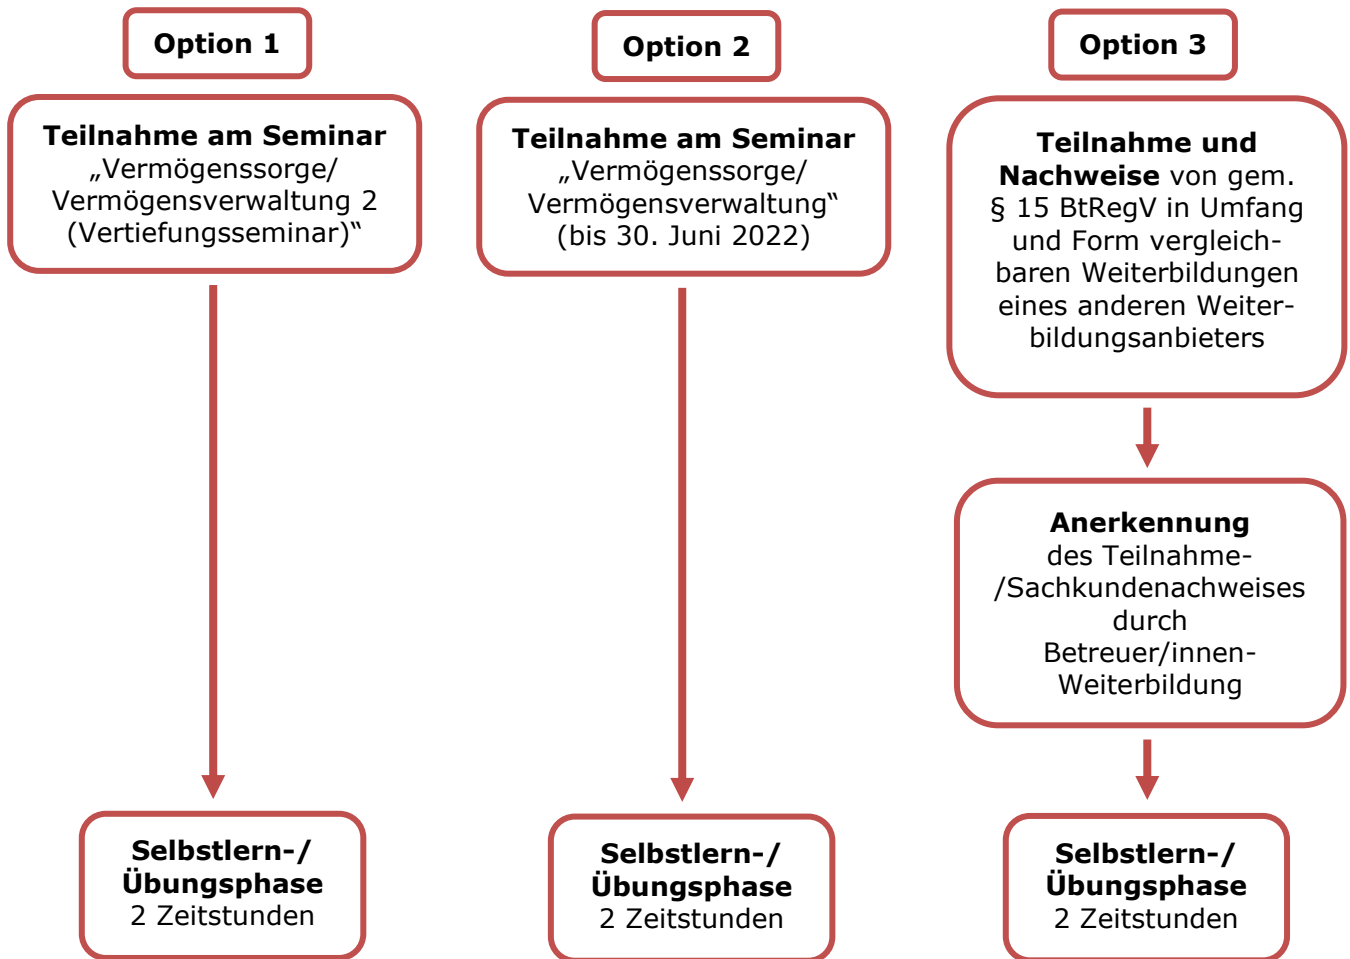 Option 1
Teilnahme am Seminar
„Vermögenssorge/
Vermögensverwaltung 2
(Vertiefungsseminar)“
Selbstlern-/
Übungsphase
2 Zeitstunden
Option 2
Teilnahme am Seminar
„Vermögenssorge/
Vermögensverwaltung“
(bis 30. Juni 2022)
Selbstlern-/
Übungsphase
2 Zeitstunden
Option 3
Teilnahme und
Nachweise von gem.
§ 15 BtRegV in Umfang
und Form vergleich-
baren Weiterbildungen
eines anderen Weiter-
bildungsanbieters
Anerkennung
des Teilnahme-
/Sachkundenachweises
durch
Betreuer/innen-
Weiterbildung
Selbstlern-/
Übungsphase
2 Zeitstunden